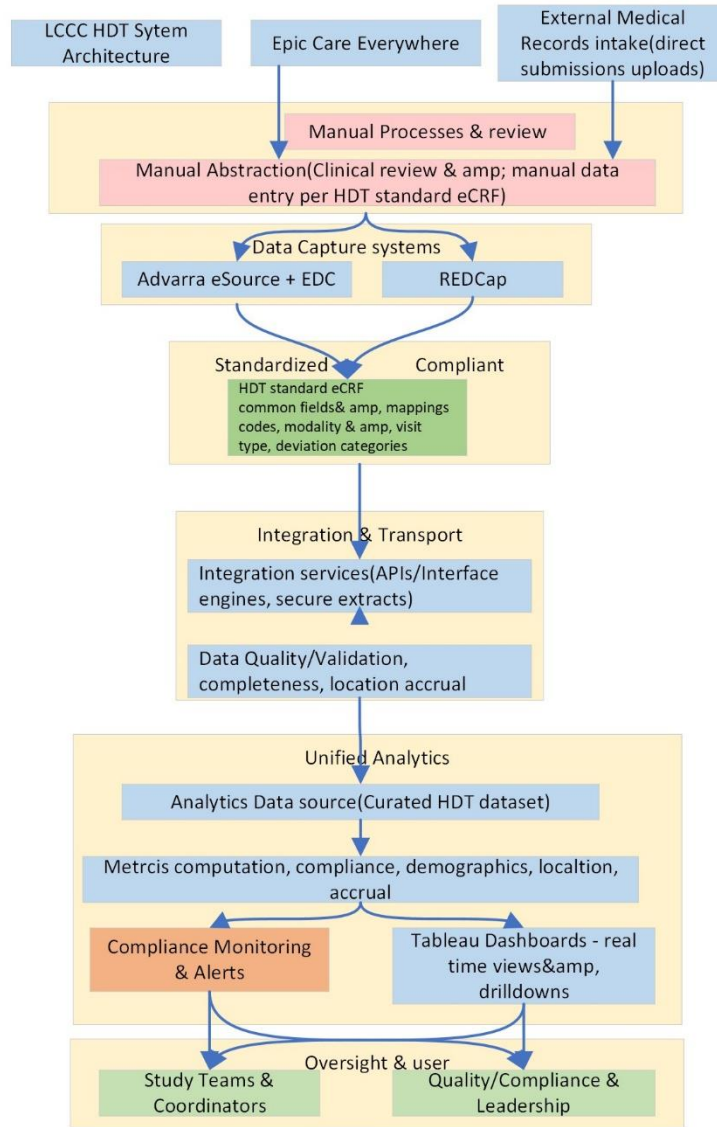 LCCC HDT Sytem
Architecture
Epic Care Everywhere
External Medical
Records intake(direct
submissions uploads)
Manual Processes & review
Manual Abstraction(Clinical review & amp; manual data
entry per HDT standard eCRF)
Data Capture systems
Advarra eSource + EDC
REDCap
Standardized
Compliant
HDT standard eCRF
common fields& amp, mappings
codes, modality & amp, visit
type, deviation categories
Integration & Transport
Integration services(APIs/Interface
engines, secure extracts)
Data Quality/Validation,
completeness, location accrual
Unified Analytics
Analytics Data source(Curated HDT dataset)
Metrcis computation, compliance, demographics, localtion,
accrual
Compliance Monitoring
& Alerts
Tableau Dashboards - real
time views&amp,
drilldowns
Oversight & user
Study Teams &
Coordinators
Quality/Compliance &
Leadership